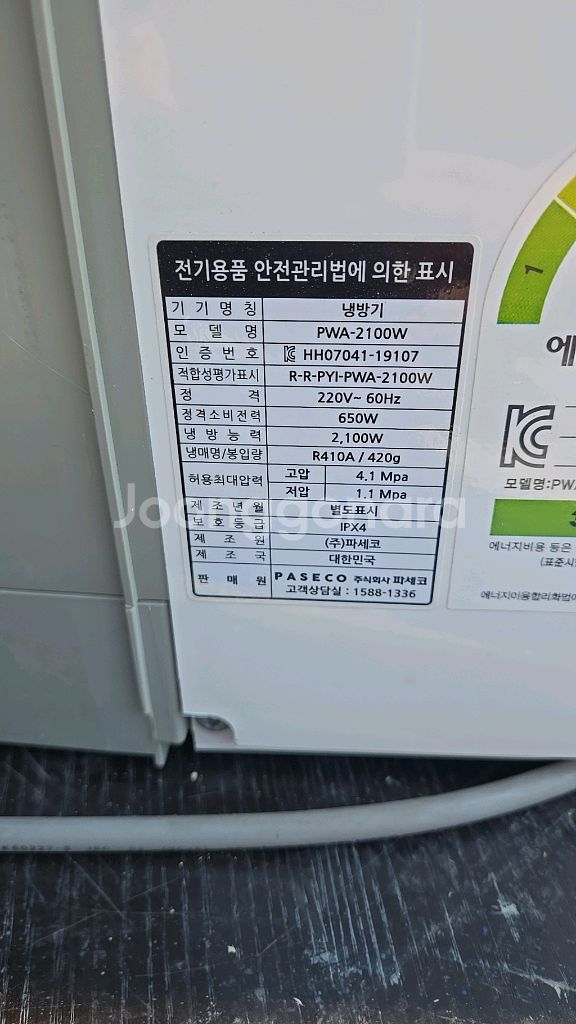 전기용품 안전관리법에 의한 표시
기기명칭 냉방기
모델명 PWA-2100W
인증번호 HH07041-19107
적합성평가표시 R-R-PYI-PWA-2100W
정격 220V~ 60Hz
정격소비전력 650W
냉방능력 2,100W
냉매명/봉입량 R410A / 420g
허용최대압력 고압 4.1 Mpa
저압 1.1 Mpa
제조년월 별도표시
보호등급 IPX4
제조원 (주)파세코
제조국 대한민국
판매원 PASECO 주식회사 파세코
고객상담실 : 1588-1336
Joonggonara
1
에
모델명:PWA
3
에너지비용 등은
(표준시
에너지이용합리화법에